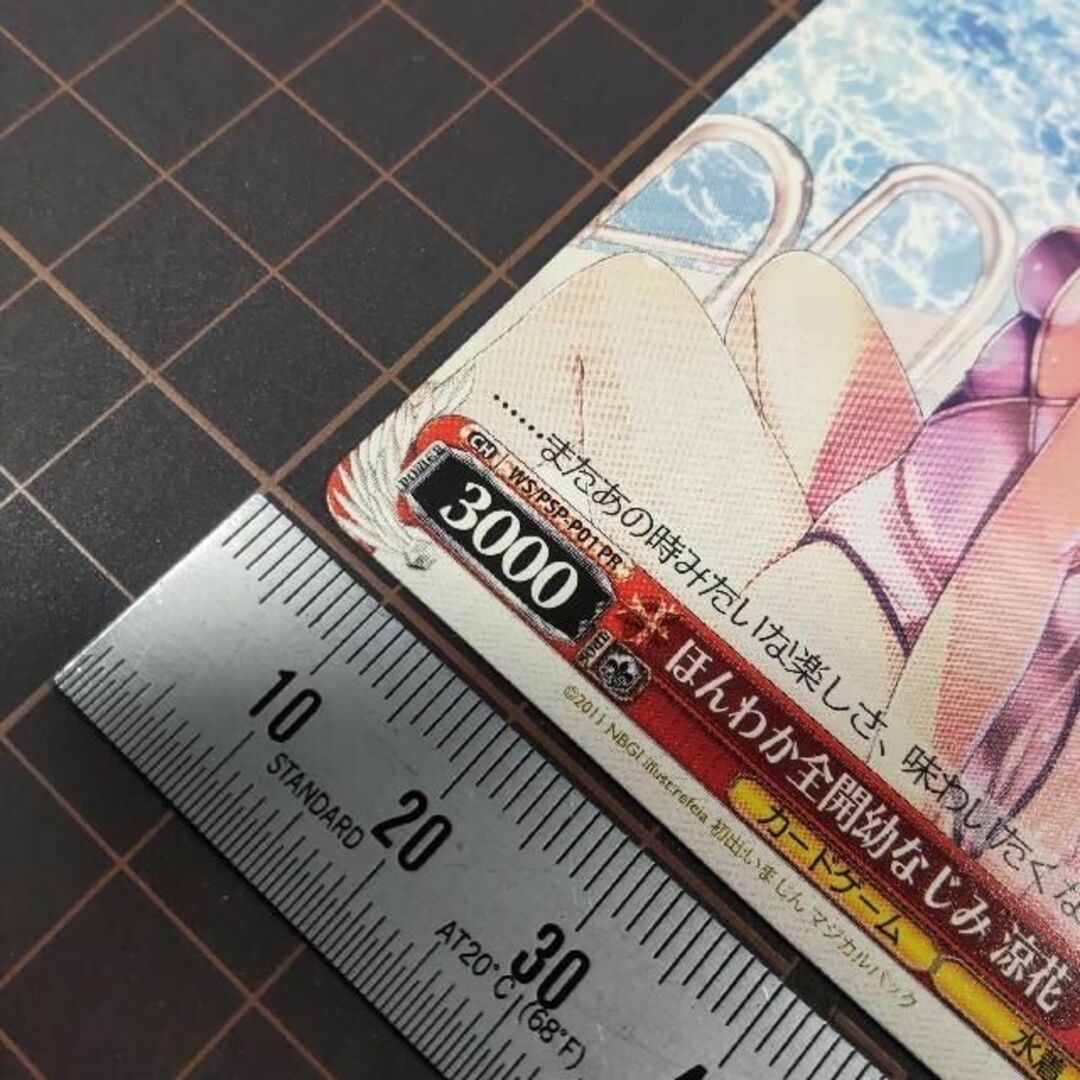 ……またあの時みたいな楽しさ、味わいたくな
CH WS/PSP-P01 PR
POWER
3000
ほんわか全開幼なじみ 涼花
©2011 NBGI illust:refeia 初出:いまじん マジカルパック
カードゲーム
水着
10
20
30
STANDARD
AT20°C(68°F)